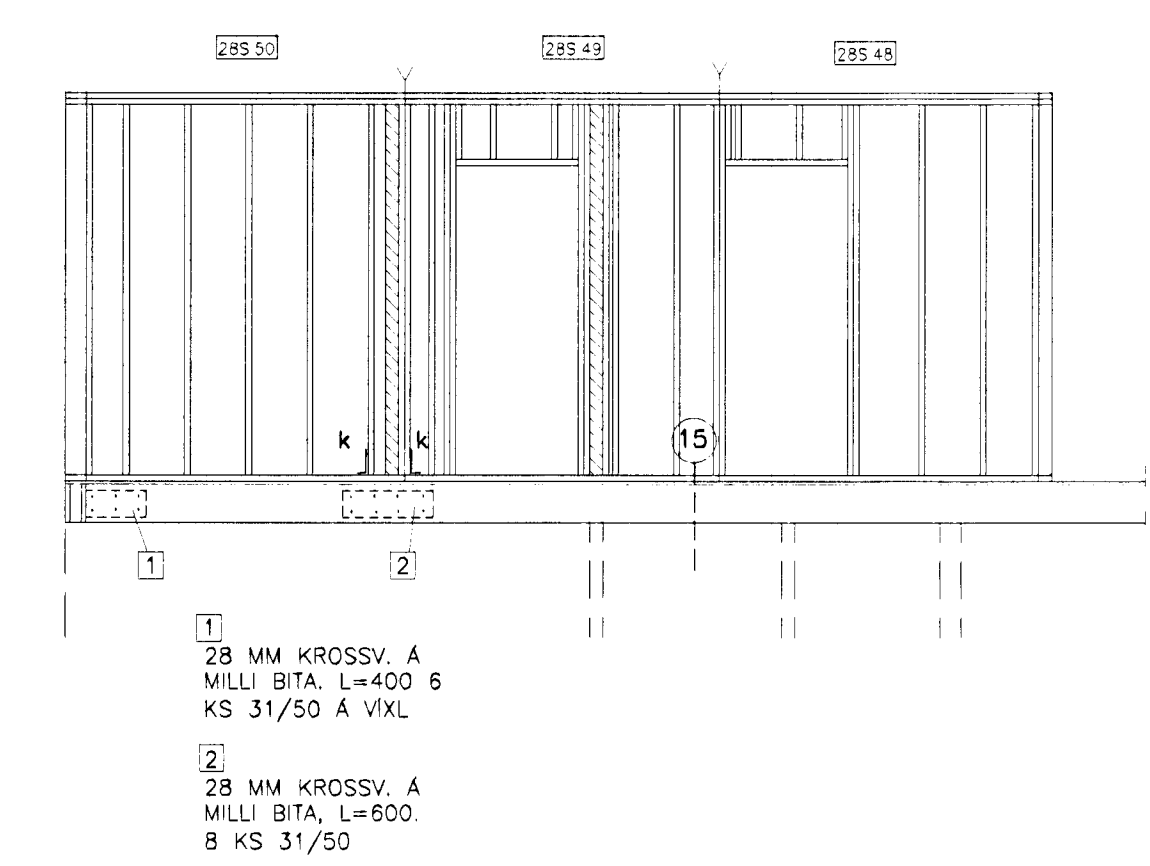 28S 50
28S 49
28S 48
k
k
15
1
2
1
28 MM KROSSV. Á
MILLI BITA. L=400 6
KS 31/50 Á VÍXL
2
28 MM KROSSV. Á
MILLI BITA, L=600.
8 KS 31/50